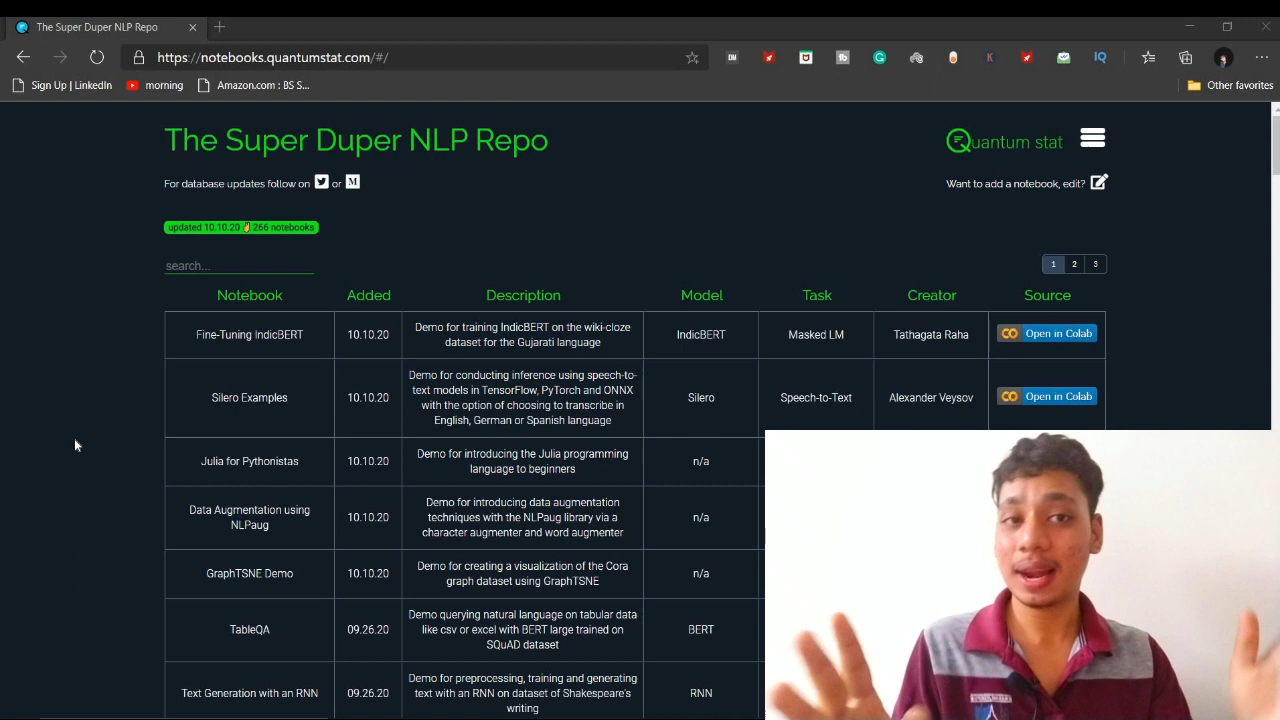 The Super Duper NLP Repo
https://notebooks.quantumstat.com/#/
DM
tb
G
K
IQ
Sign Up | LinkedIn
morning
Amazon.com : BS S...
Other favorites
The Super Duper NLP Repo
Quantum stat
For database updates follow on or M
Want to add a notebook, edit?
updated 10.10.20 ✌ 266 notebooks
search...
1 2 3
Notebook Added Description Model Task Creator Source
Fine-Tuning IndicBERT 10.10.20 Demo for training IndicBERT on the wiki-cloze IndicBERT Masked LM Tathagata Raha Open in Colab
dataset for the Gujarati language
Silero Examples 10.10.20 Demo for conducting inference using speech-to- Silero Speech-to-Text Alexander Veysov Open in Colab
text models in TensorFlow, PyTorch and ONNX
with the option of choosing to transcribe in
English, German or Spanish language
Julia for Pythonistas 10.10.20 Demo for introducing the Julia programming n/a
language to beginners
Data Augmentation using 10.10.20 Demo for introducing data augmentation n/a
NLPaug techniques with the NLPaug library via a
character augmenter and word augmenter
GraphTSNE Demo 10.10.20 Demo for creating a visualization of the Cora n/a
graph dataset using GraphTSNE
TableQA 09.26.20 Demo querying natural language on tabular data BERT
like csv or excel with BERT large trained on
SQuAD dataset
Text Generation with an RNN 09.26.20 Demo for preprocessing, training and generating RNN
text with an RNN on dataset of Shakespeare's
writing